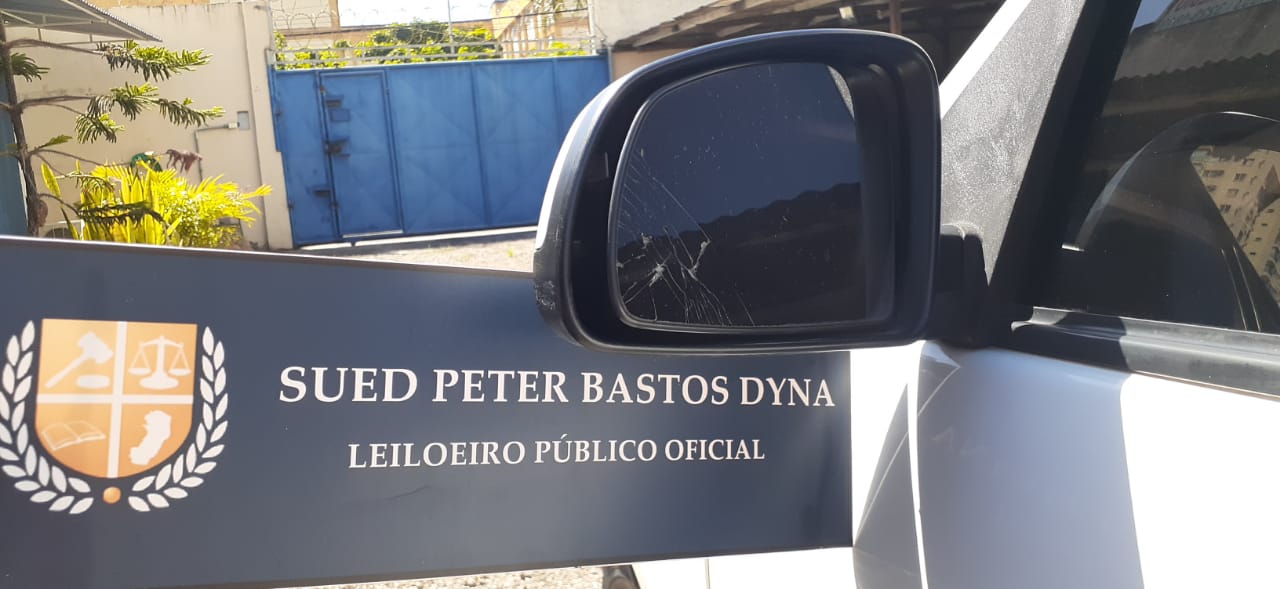 SUED PETER BASTOS DYNA
LEILOEIRO PÚBLICO OFICIAL